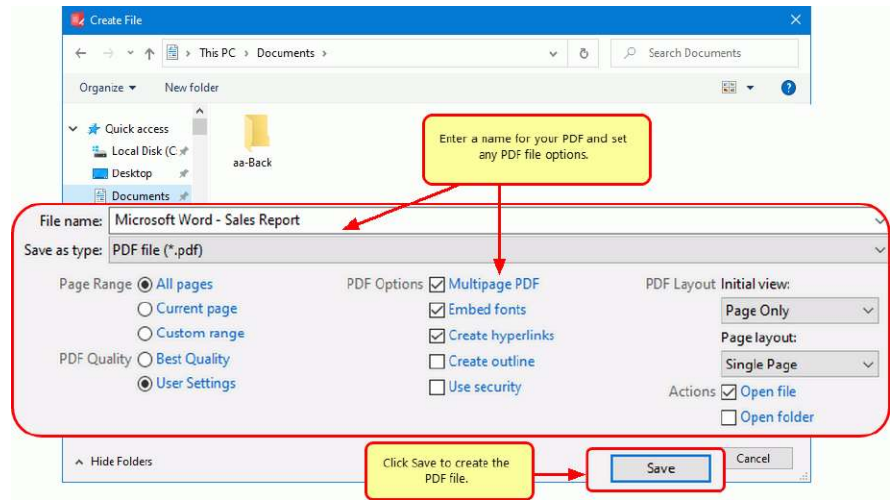 Create File
This PC > Documents >
Search Documents
Organize
New folder
Quick access
Local Disk (C
Desktop
Documents
aa-Back
Enter a name for your PDF and set
any PDF file options.
File name: Microsoft Word - Sales Report
Save as type: PDF file (*.pdf)
Page Range All pages
Current page
Custom range
PDF Quality Best Quality
User Settings
PDF Options Multipage PDF
Embed fonts
Create hyperlinks
Create outline
Use security
PDF Layout Initial view:
Page Only
Page layout:
Single Page
Actions Open file
Open folder
Hide Folders
Click Save to create the
PDF file.
Save
Cancel